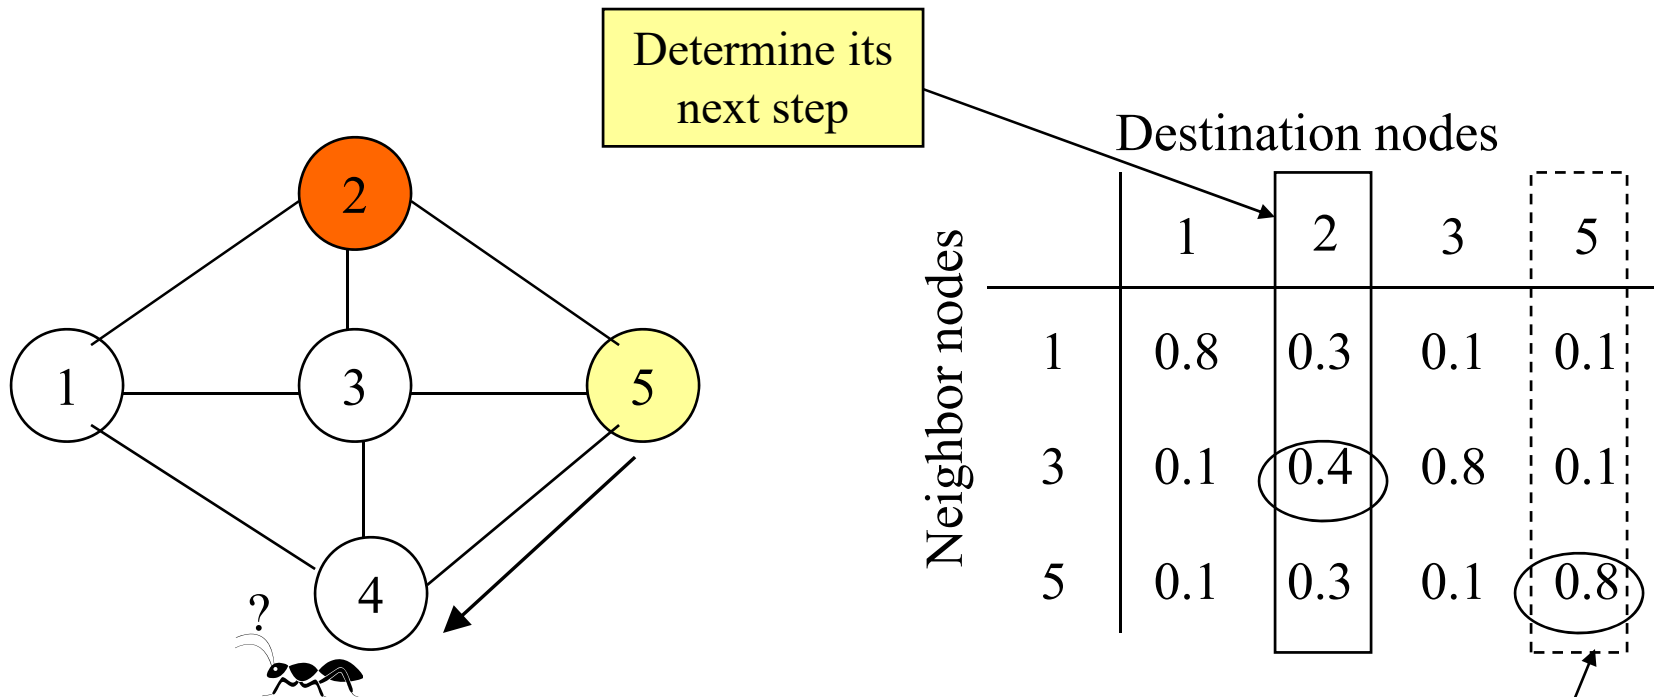 Determine its
next step
2
1
3
5
4
?
Destination nodes
Neighbor nodes
1 2 3 5
1 0.8 0.3 0.1 0.1
3 0.1 0.4 0.8 0.1
5 0.1 0.3 0.1 0.8